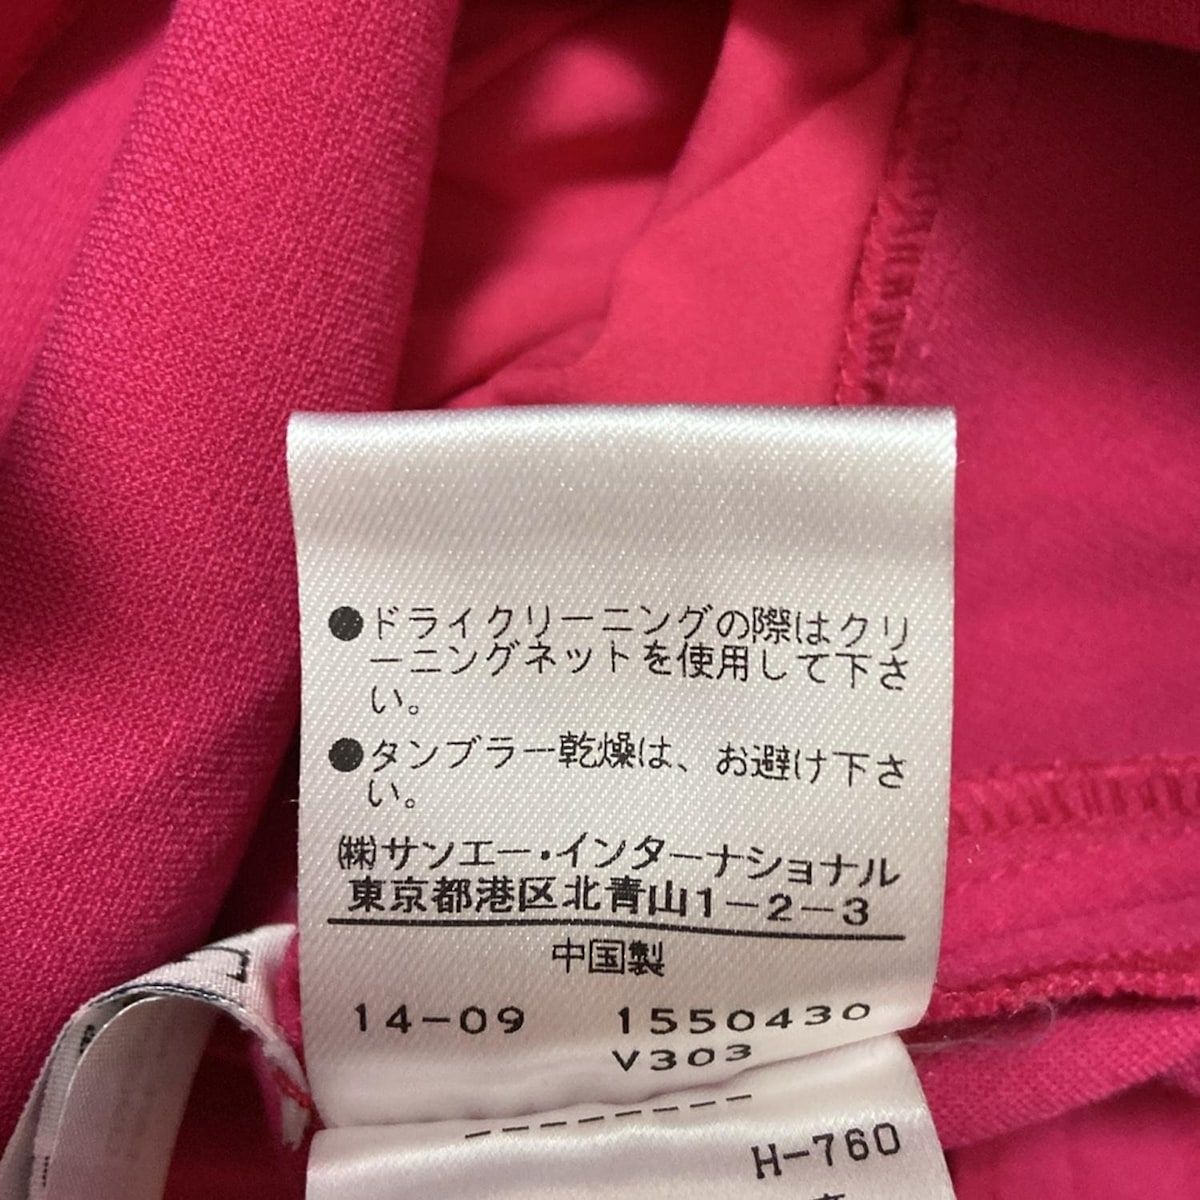 ●ドライクリーニングの際はクリ
ーニングネットを使用して下さ
い。
●タンブラー乾燥は、お避け下さ
い。
㈱サンエー・インターナショナル
東京都港区北青山1-2-3
中国製
14-09 1550430
V303
--------
H-760